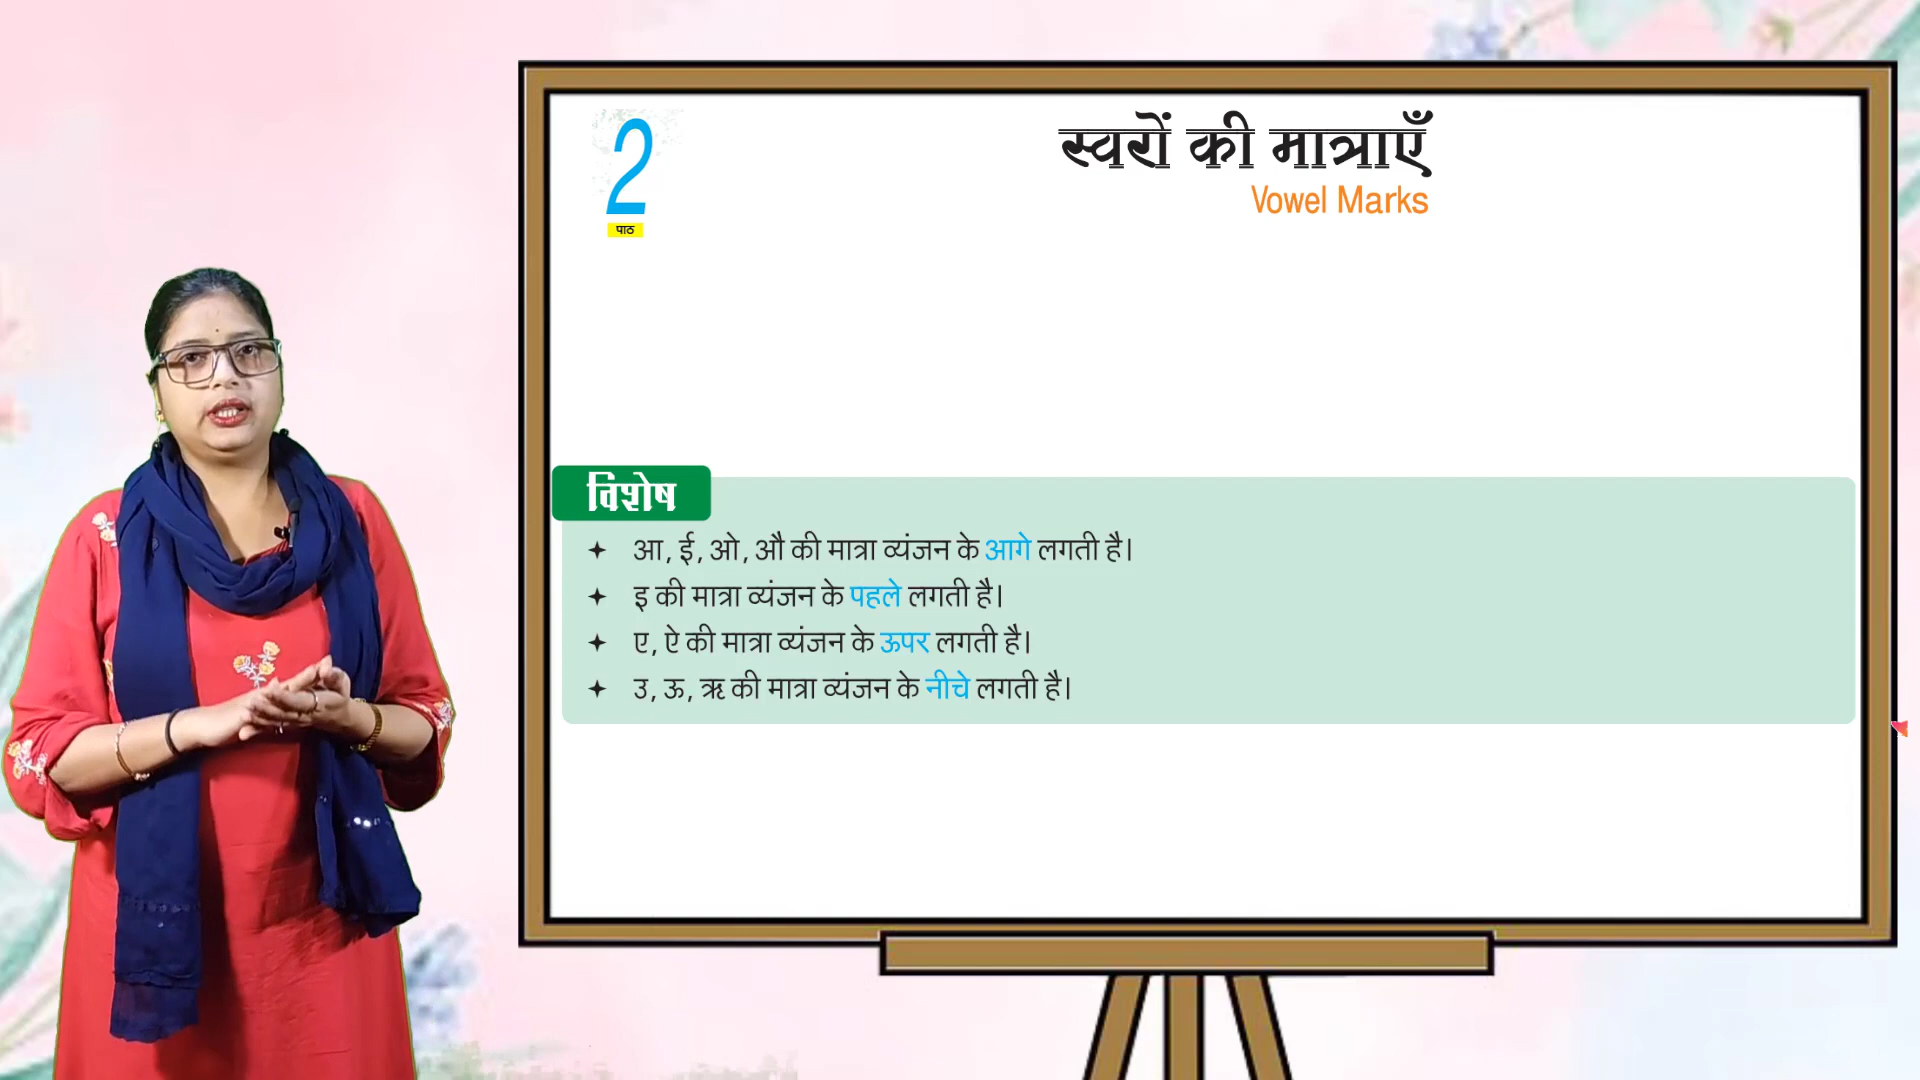 2
पाठ
स्वरों की मात्राएँ
Vowel Marks
विशेष
✦ आ, ई, ओ, औ की मात्रा व्यंजन के आगे लगती है।
✦ इ की मात्रा व्यंजन के पहले लगती है।
✦ ए, ऐ की मात्रा व्यंजन के ऊपर लगती है।
✦ उ, ऊ, ऋ की मात्रा व्यंजन के नीचे लगती है।